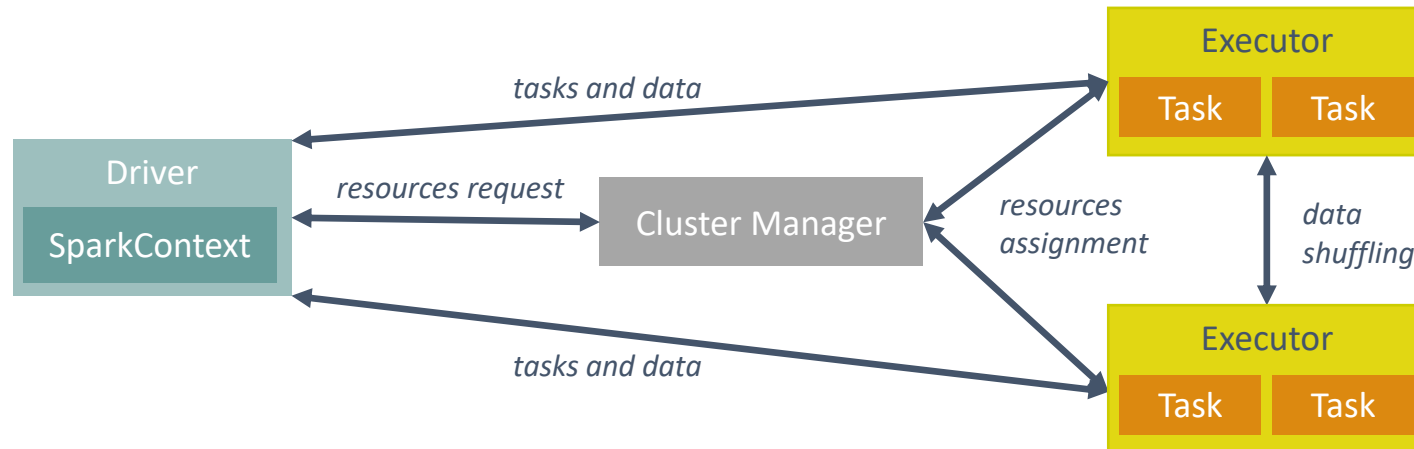 Executor
Task Task
tasks and data
Driver
SparkContext
resources request
Cluster Manager
resources
assignment
data
shuffling
tasks and data
Executor
Task Task